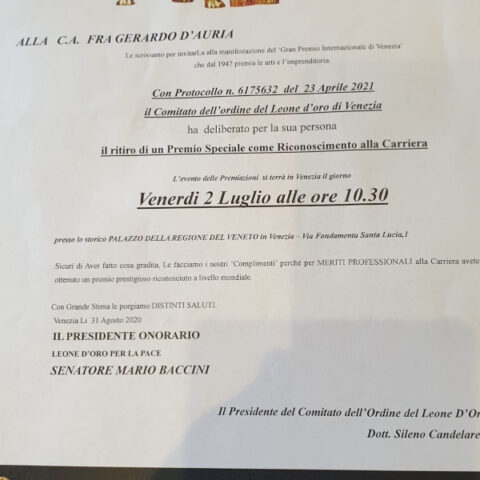 ALLA C.A. FRA GERARDO D'AURIA
Le scriviamo per invitarLa alla manifestazione del 'Gran Premio Internazionale di Venezia'
che dal 1947 premia le arti e l'imprenditoria.
Con Protocollo n. 6175632 del 23 Aprile 2021
il Comitato dell'ordine del Leone d'oro di Venezia
ha deliberato per la sua persona
il ritiro di un Premio Speciale come Riconoscimento alla Carriera
L'evento delle Premiazioni si terrà in Venezia il giorno
Venerdì 2 Luglio alle ore 10.30
presso lo storico PALAZZO DELLA REGIONE DEL VENETO in Venezia – Via Fondamenta Santa Lucia,1
Sicuri di Aver fatto cosa gradita, Le facciamo i nostri 'Complimenti' perché per MERITI PROFESSIONALI alla Carriera avete
ottenuto un premio prestigioso riconosciuto a livello mondiale.
Con Grande Stima le porgiamo DISTINTI SALUTI.
Venezia Li 31 Agosto 2020
IL PRESIDENTE ONORARIO
LEONE D'ORO PER LA PACE
SENATORE MARIO BACCINI
Il Presidente del Comitato dell'Ordine del Leone D'Or
Dott. Sileno Candelare